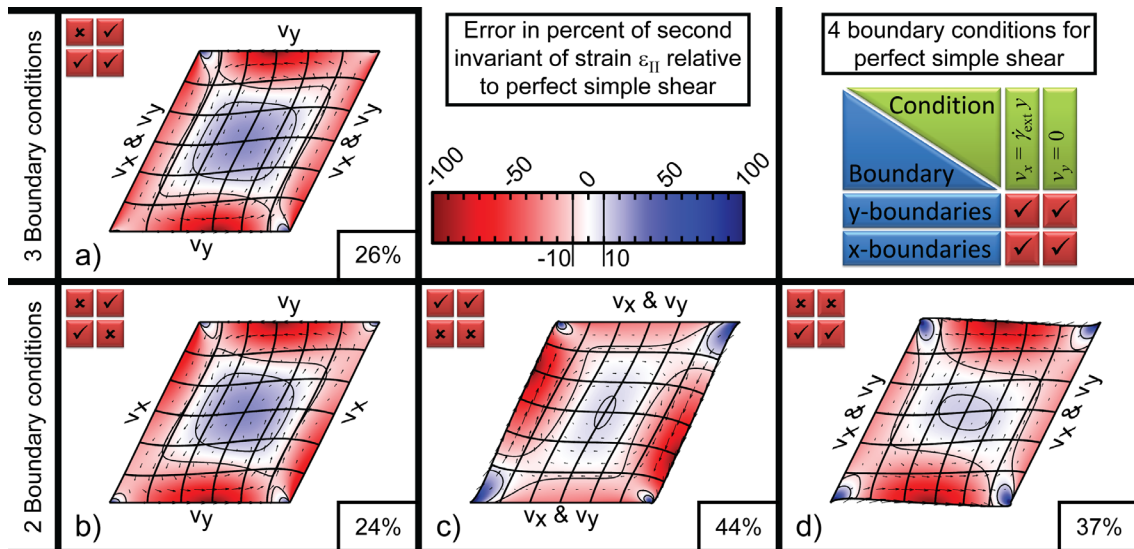 3 Boundary conditions
vy
vx & vy
vx & vy
vy
a)
26%
Error in percent of second
invariant of strain εII relative
to perfect simple shear
-100
-50
0
50
100
-10
10
4 boundary conditions for
perfect simple shear
Condition
Boundary
vx = γ̇ext y
vy = 0
y-boundaries
x-boundaries
2 Boundary conditions
vy
vx
vx
vy
b)
24%
vx & vy
vx & vy
c)
44%
vx & vy
vx & vy
d)
37%